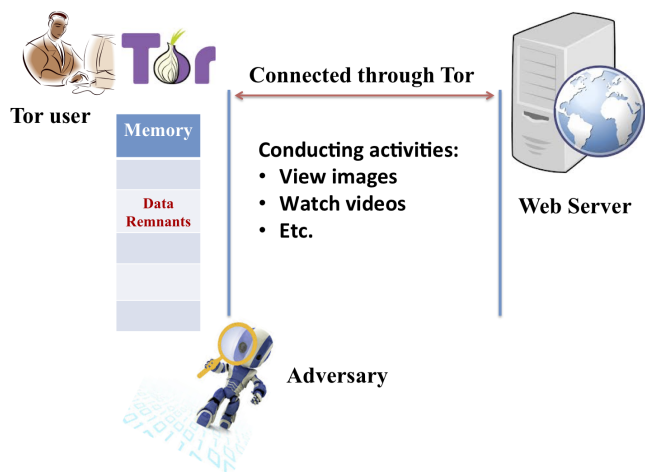 Tor
Connected through Tor
Tor user
Memory
Conducting activities:
• View images
Data
Remnants
• Watch videos
Web Server
• Etc.
Adversary